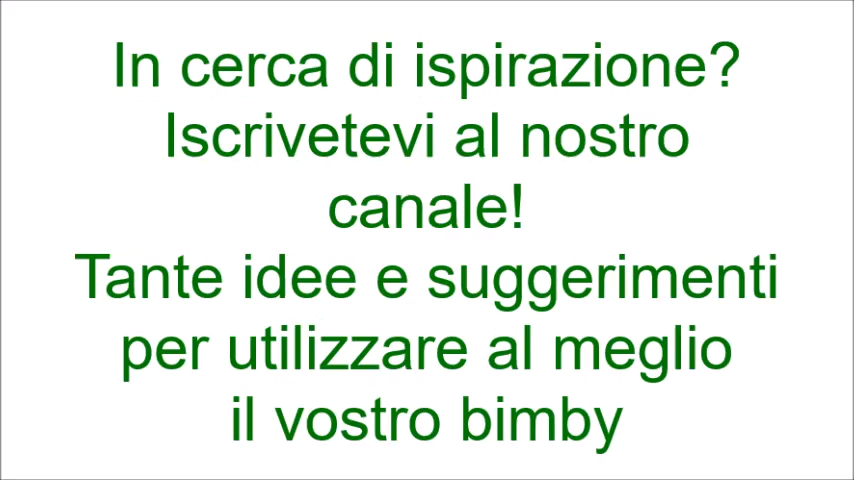 In cerca di ispirazione?
Iscrivetevi al nostro
canale!
Tante idee e suggerimenti
per utilizzare al meglio
il vostro bimby